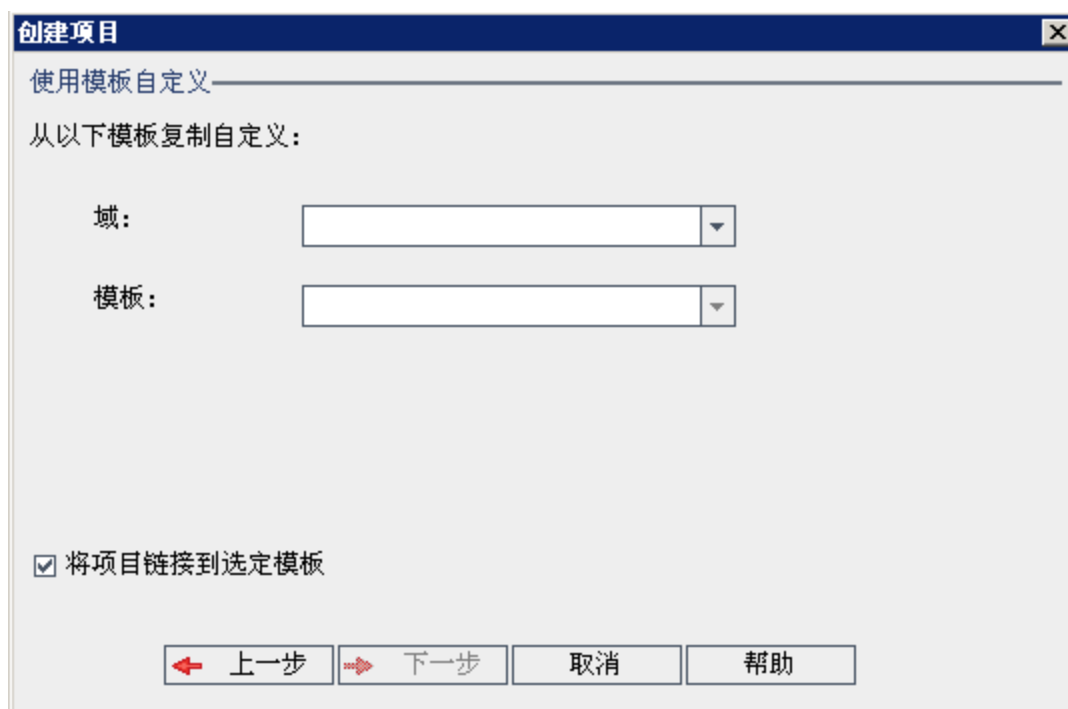 创建项目
使用模板自定义
从以下模板复制自定义：
域：
模板：
将项目链接到选定模板
上一步 下一步 取消 帮助